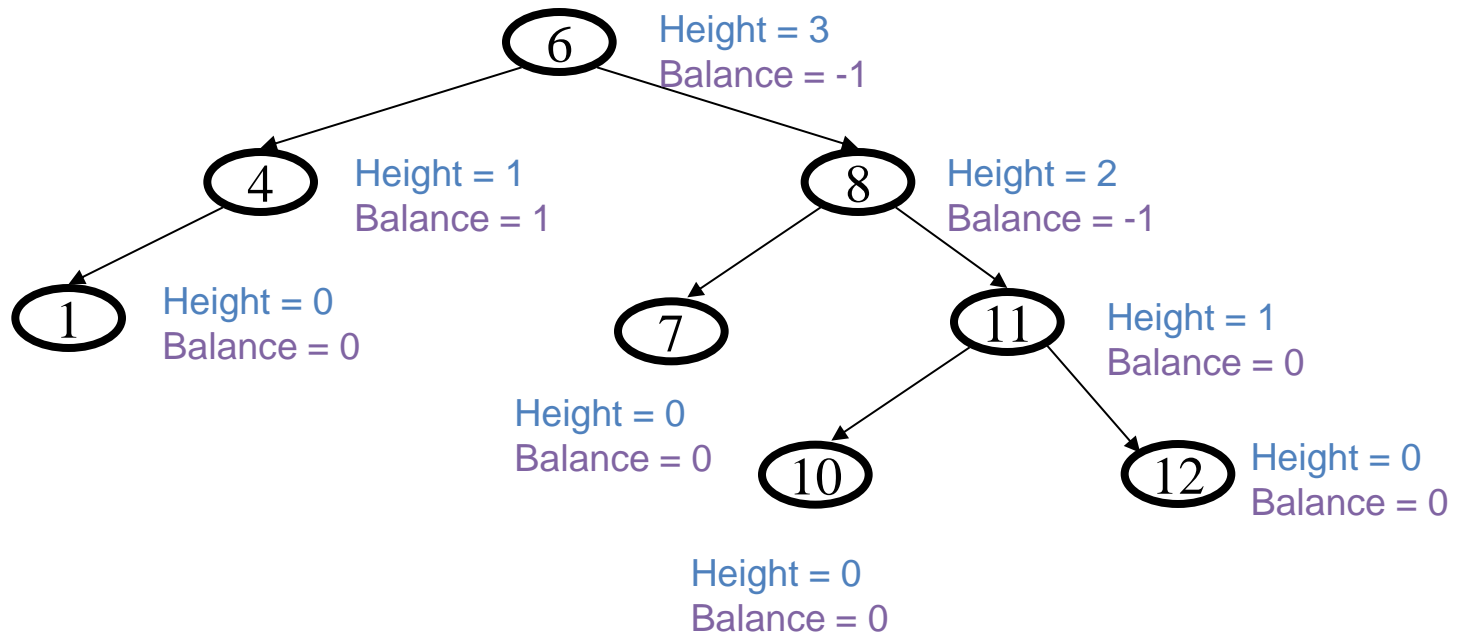 6
Height = 3
Balance = -1
4
Height = 1
Balance = 1
8
Height = 2
Balance = -1
1
Height = 0
Balance = 0
7
Height = 0
Balance = 0
11
Height = 1
Balance = 0
10
Height = 0
Balance = 0
12
Height = 0
Balance = 0